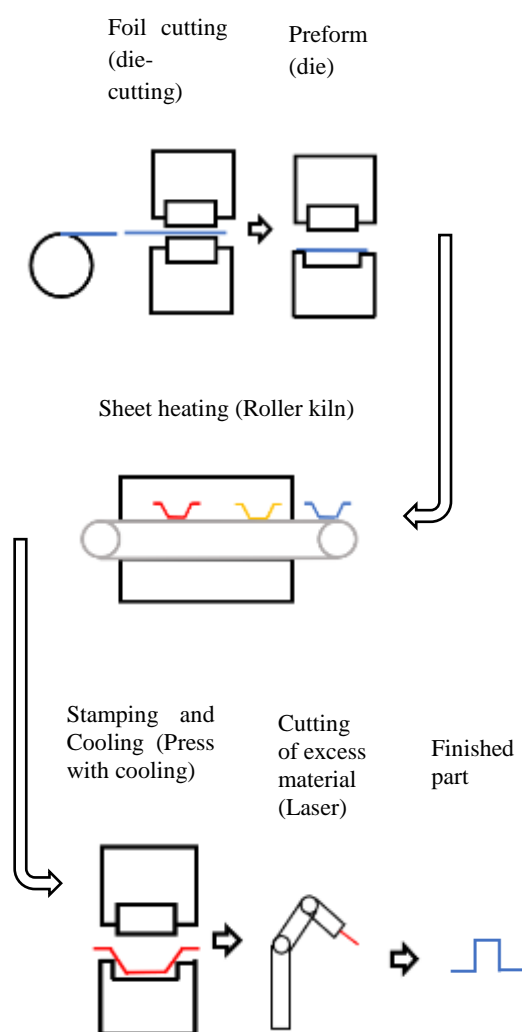 Foil cutting
(die-
cutting)
Preform
(die)
Sheet heating (Roller kiln)
Stamping and
Cooling (Press
with cooling)
Cutting
of excess
material
(Laser)
Finished
part